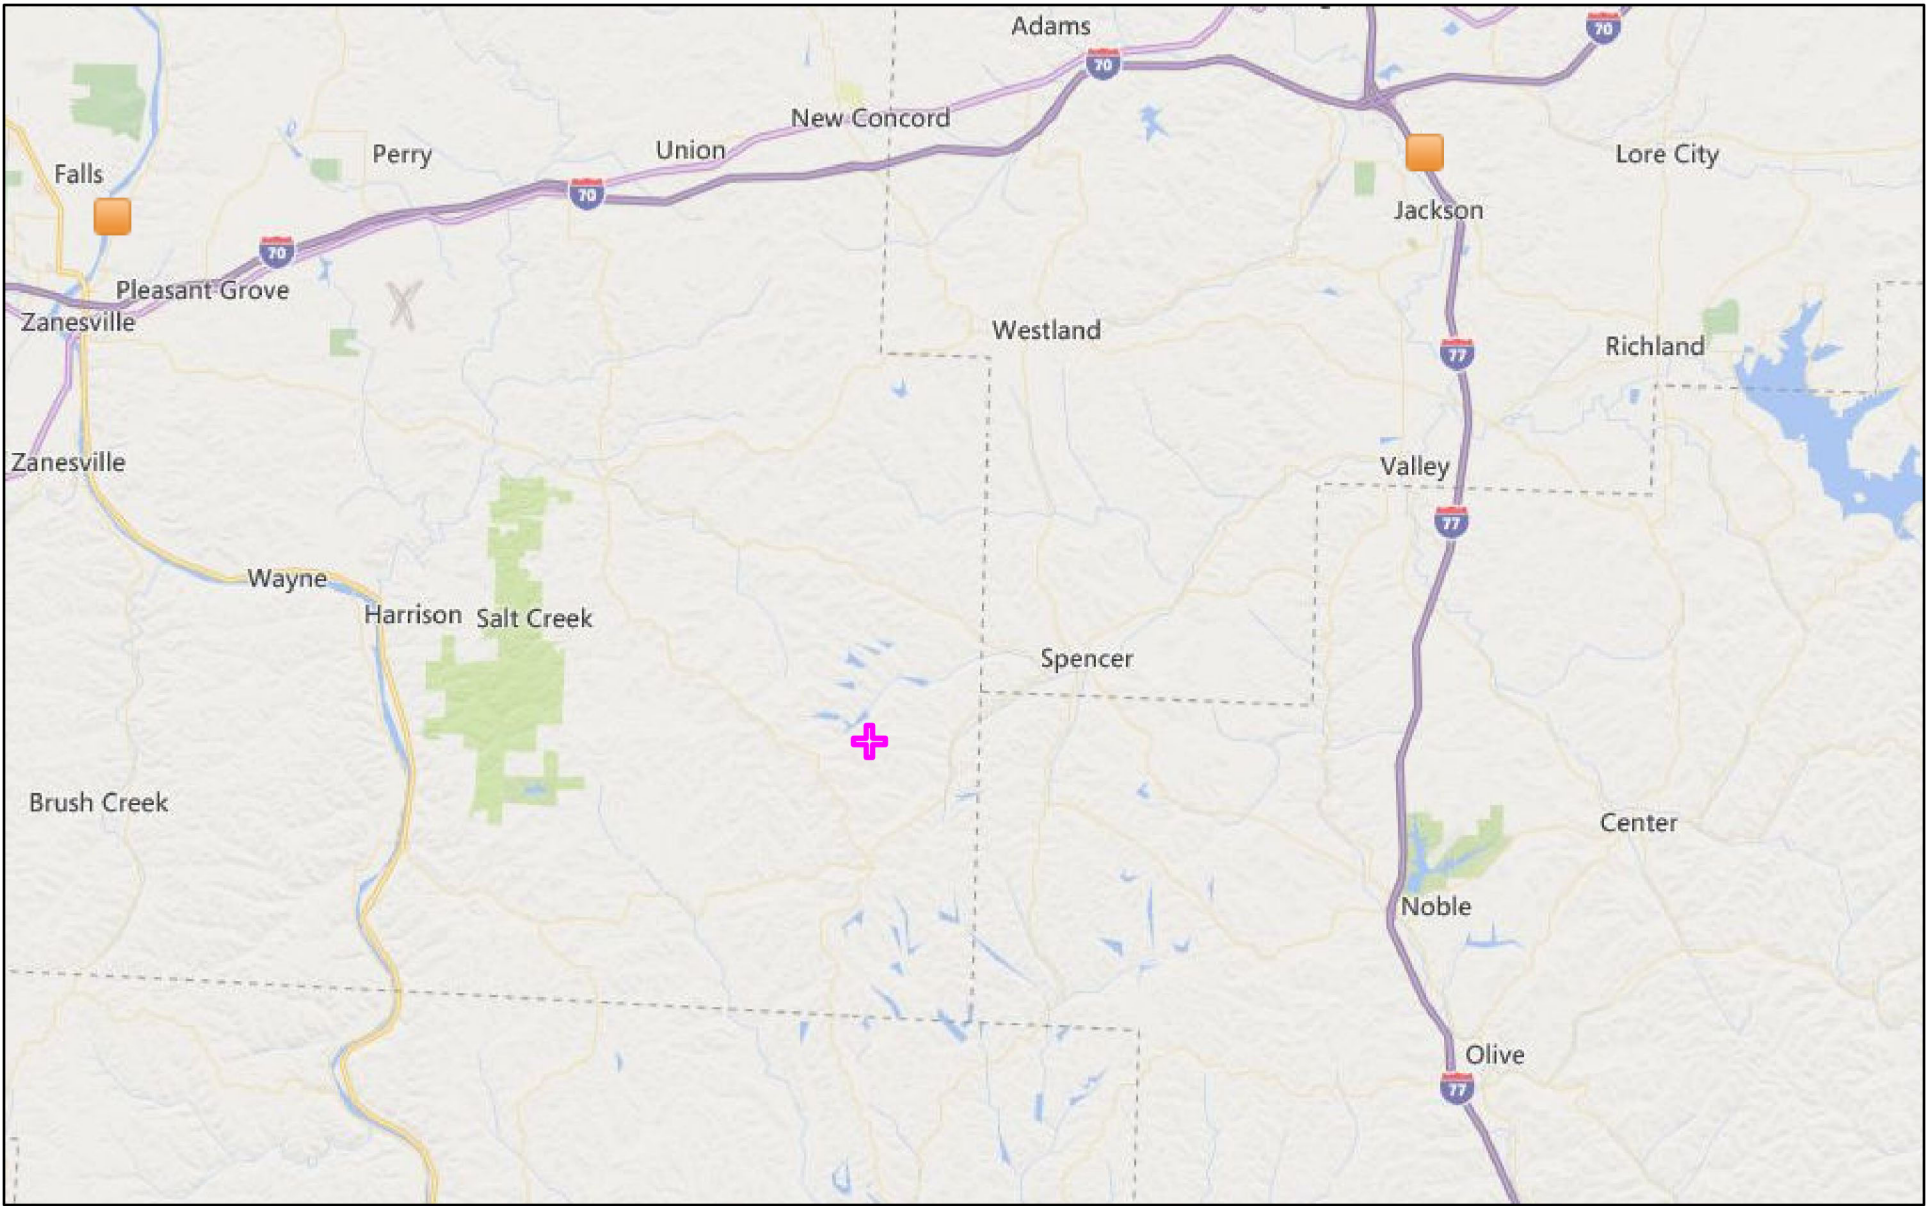 Adams
70
70
New Concord
Union
Perry
Lore City
Falls
70
Jackson
70
Pleasant Grove
Zanesville
Westland
Richland
77
Zanesville
Valley
77
Wayne
Harrison
Salt Creek
Spencer
Brush Creek
Center
Noble
Olive
77